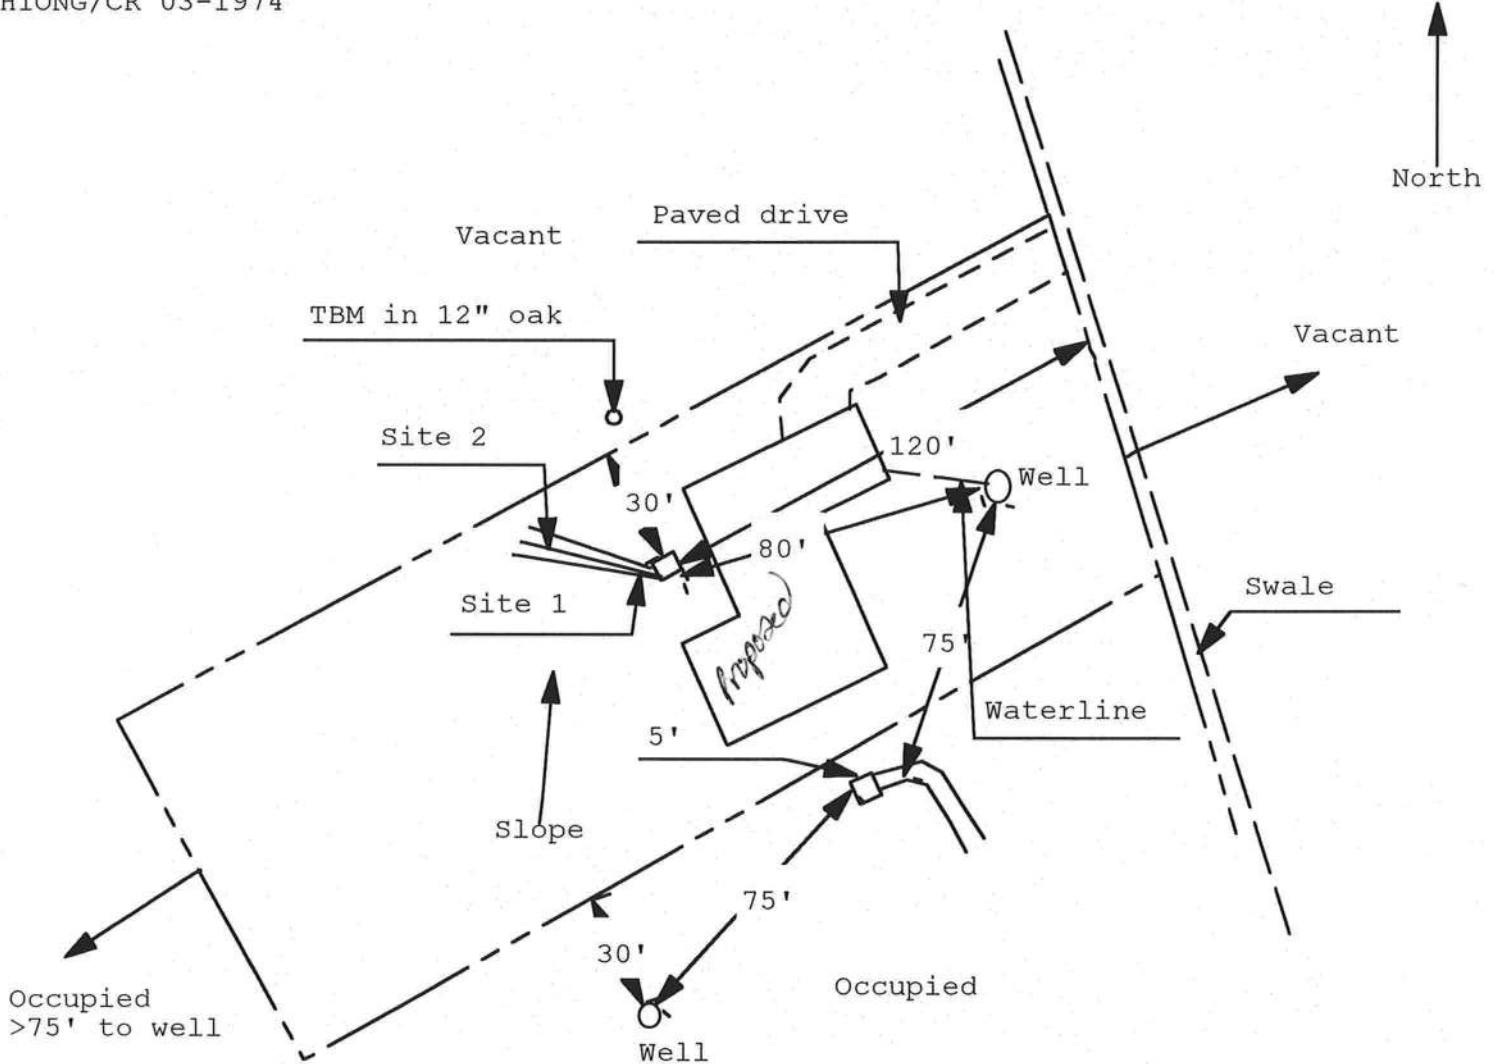 HIONG/CR 03-1974
North
Vacant
Paved drive
TBM in 12" oak
Vacant
Site 2
120'
Well
30'
80'
Site 1
Swale
Proposed
75'
5'
Waterline
Slope
75'
30'
Occupied
Occupied
>75' to well
Well